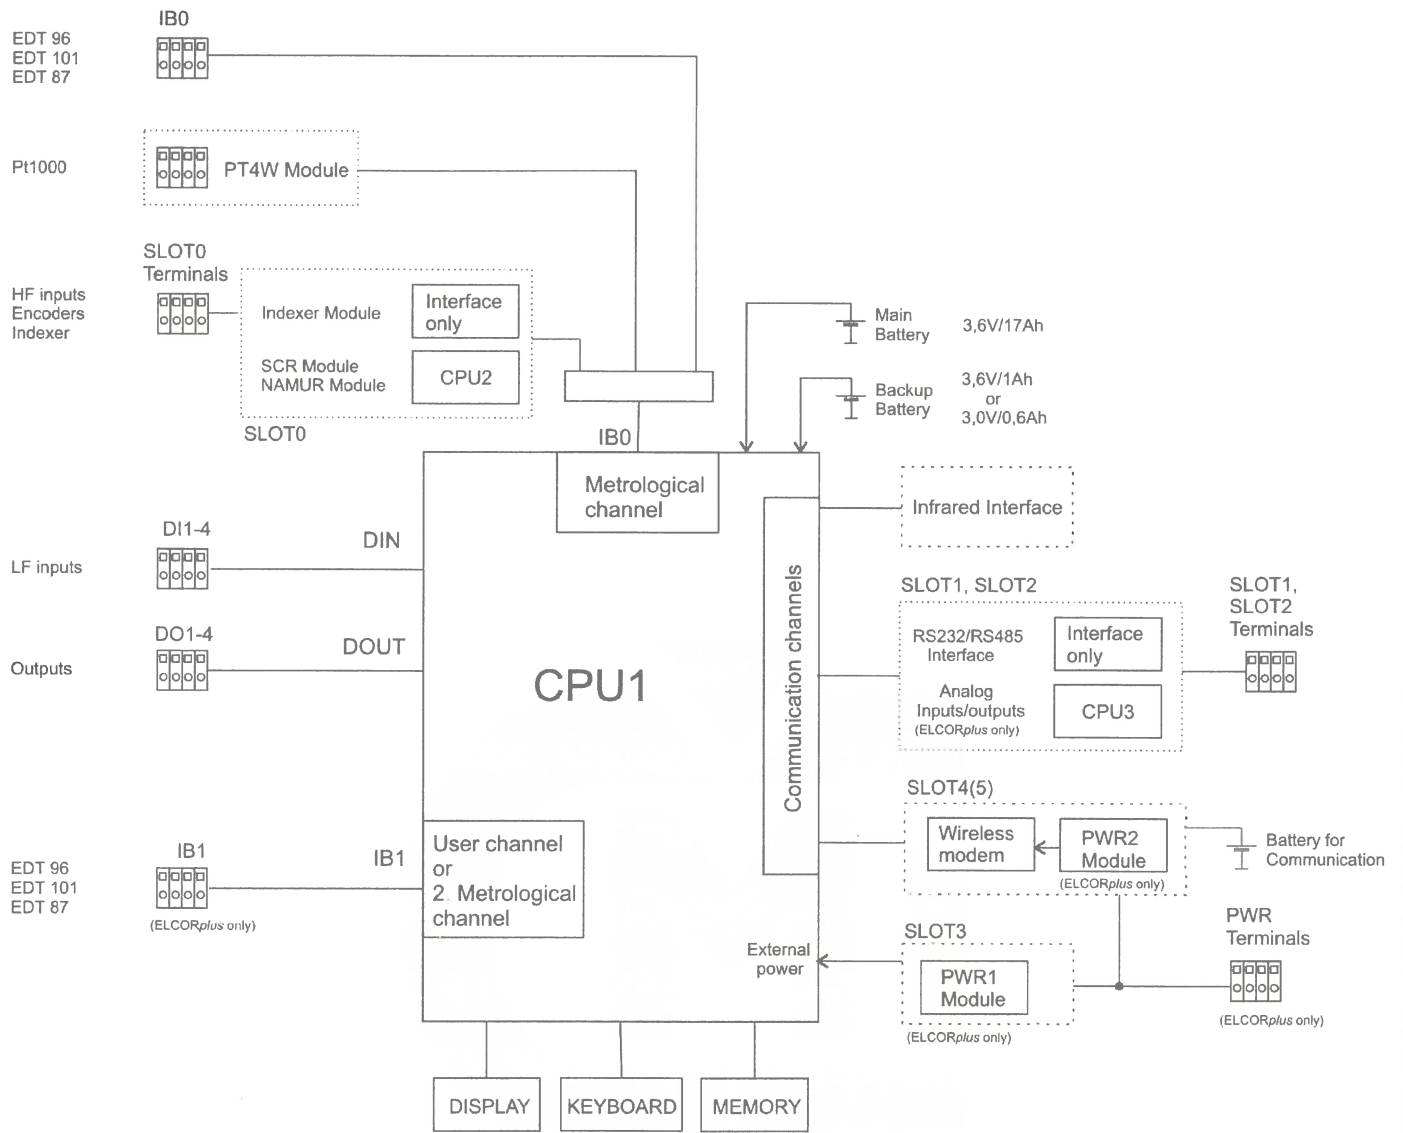 IB0
EDT 96
EDT 101
EDT 87
Pt1000
PT4W Module
SLOT0
Terminals
HF inputs
Encoders
Indexer
Indexer Module
Interface
only
SCR Module
NAMUR Module
CPU2
SLOT0
Main
Battery
3,6V/17Ah
Backup
Battery
3,6V/1Ah
or
3,0V/0,6Ah
IB0
Metrological
channel
Infrared Interface
DI1-4
DIN
LF inputs
DO1-4
DOUT
Outputs
CPU1
Communication channels
SLOT1, SLOT2
RS232/RS485
Interface
Interface
only
Analog
Inputs/outputs
(ELCORplus only)
CPU3
SLOT1,
SLOT2
Terminals
SLOT4(5)
Wireless
modem
PWR2
Module
(ELCORplus only)
Battery for
Communication
IB1
EDT 96
EDT 101
EDT 87
(ELCORplus only)
IB1
User channel
or
2. Metrological
channel
External
power
SLOT3
PWR1
Module
(ELCORplus only)
PWR
Terminals
(ELCORplus only)
DISPLAY
KEYBOARD
MEMORY